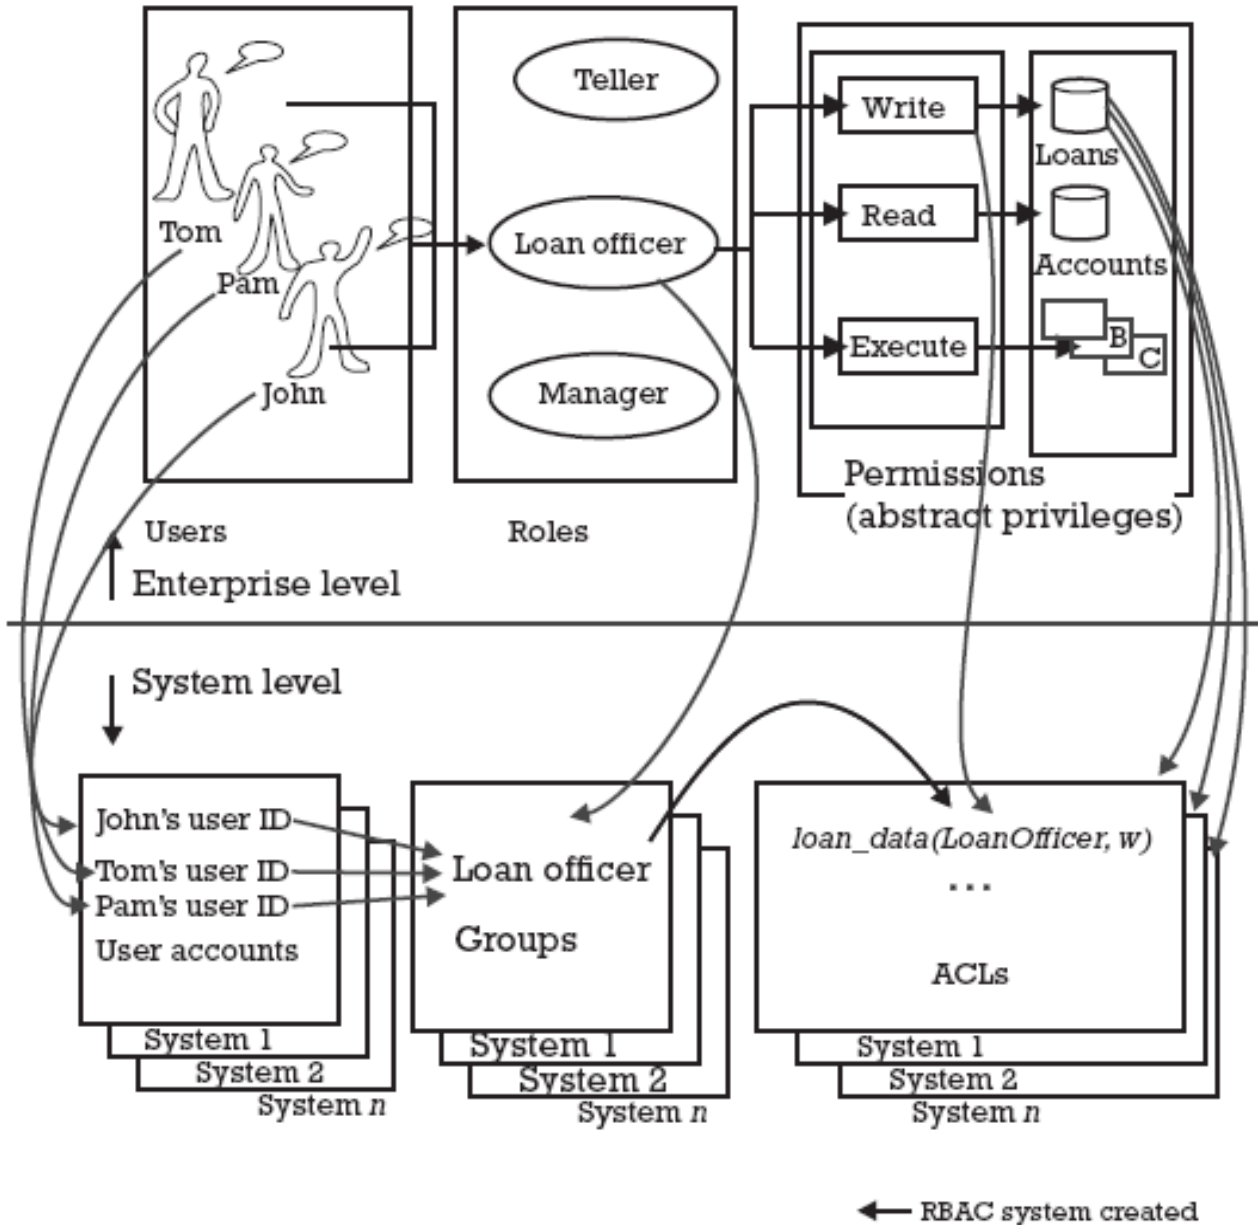 Teller
Write
Loans
Tom
Loan officer
Read
Pam
Accounts
Execute
B
C
John
Manager
Permissions
(abstract privileges)
Users
Roles
Enterprise level
System level
John's user ID
Tom's user ID
Pam's user ID
User accounts
System 1
System 2
System n
Loan officer
Groups
System 1
System 2
System n
loan_data(LoanOfficer, w)
...
ACLs
System 1
System 2
System n
RBAC system created